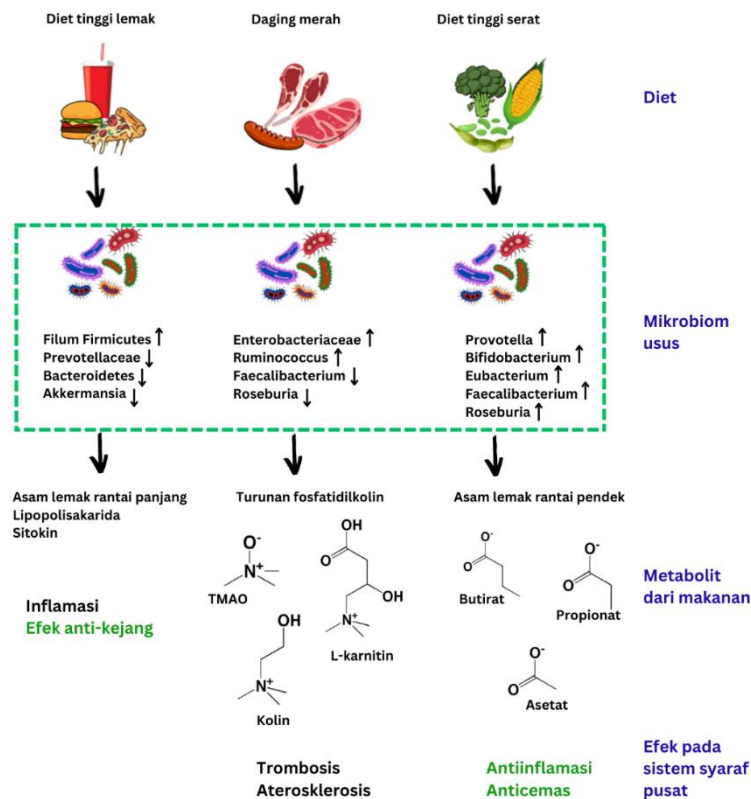 Diet tinggi lemak
Daging merah
Diet tinggi serat
Diet
Filum Firmicutes ↑
Prevotellaceae ↓
Bacteroidetes ↓
Akkermansia ↓
Enterobacteriaceae ↑
Ruminococcus ↑
Faecalibacterium ↓
Roseburia ↓
Provotella ↑
Bifidobacterium ↑
Eubacterium ↑
Faecalibacterium ↑
Roseburia ↑
Mikrobiom
usus
Asam lemak rantai panjang
Lipopolisakarida
Sitokin
Inflamasi
Efek anti-kejang
Turunan fosfatidilkolin
O-
N+
TMAO
OH
O
OH
N+
L-karnitin
OH
N+
Kolin
Asam lemak rantai pendek
O-
O
Butirat
O-
O
Propionat
O-
O
Asetat
Metabolit
dari makanan
Trombosis
Aterosklerosis
Antiinflamasi
Anticemas
Efek pada
sistem syaraf
pusat